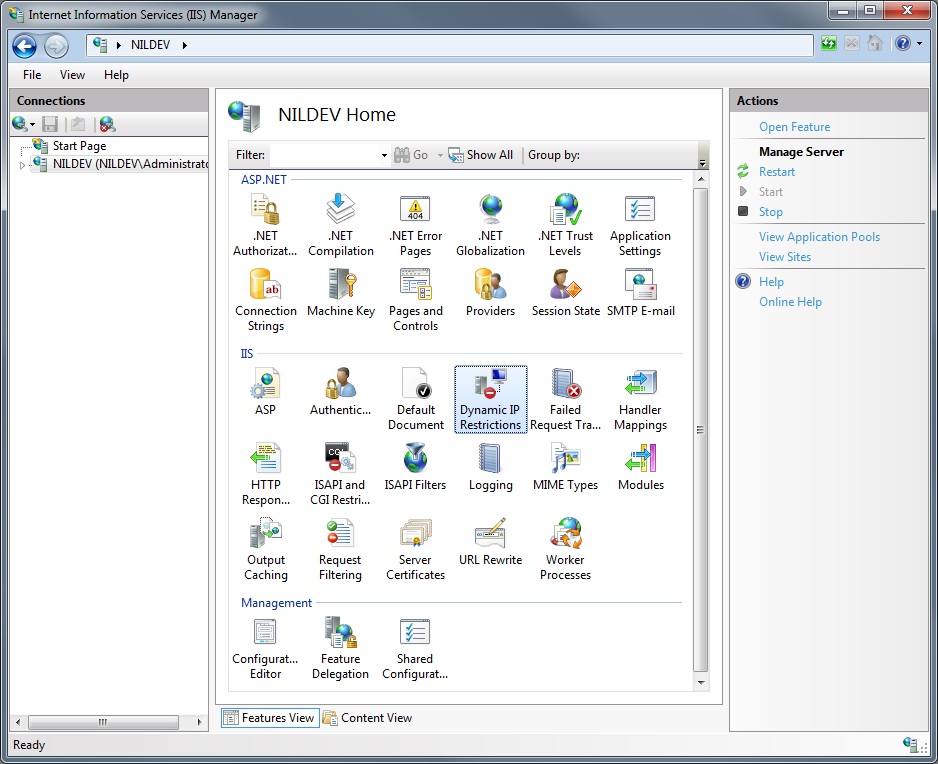 Internet Information Services (IIS) Manager
NILDEV
File View Help
Connections
Start Page
NILDEV (NILDEV\Administrato
NILDEV Home
Filter: Go Show All Group by:
ASP.NET
.NET Authorizat...
.NET Compilation
404
.NET Error Pages
.NET Globalization
.NET Trust Levels
Application Settings
ab
Connection Strings
Machine Key
Pages and Controls
Providers
Session State
SMTP E-mail
IIS
ASP
Authentic...
Default Document
Dynamic IP Restrictions
Failed Request Tra...
Handler Mappings
HTTP Respon...
CGI
ISAPI and CGI Restri...
ISAPI Filters
Logging
MIME Types
Modules
Output Caching
Request Filtering
Server Certificates
URL Rewrite
Worker Processes
Management
Configurat... Editor
Feature Delegation
Shared Configurat...
Features View
Content View
Actions
Open Feature
Manage Server
Restart
Start
Stop
View Application Pools
View Sites
Help
Online Help
Ready